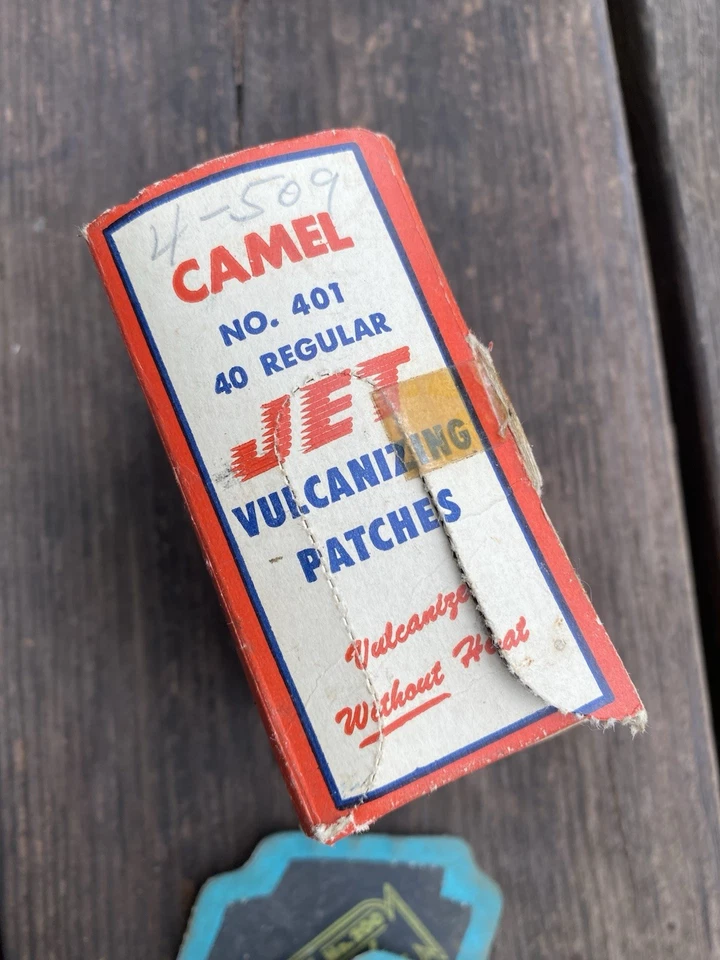 4-509
CAMEL
NO. 401
40 REGULAR
JET
VULCANIZING
PATCHES
Vulcanize
Without Heat